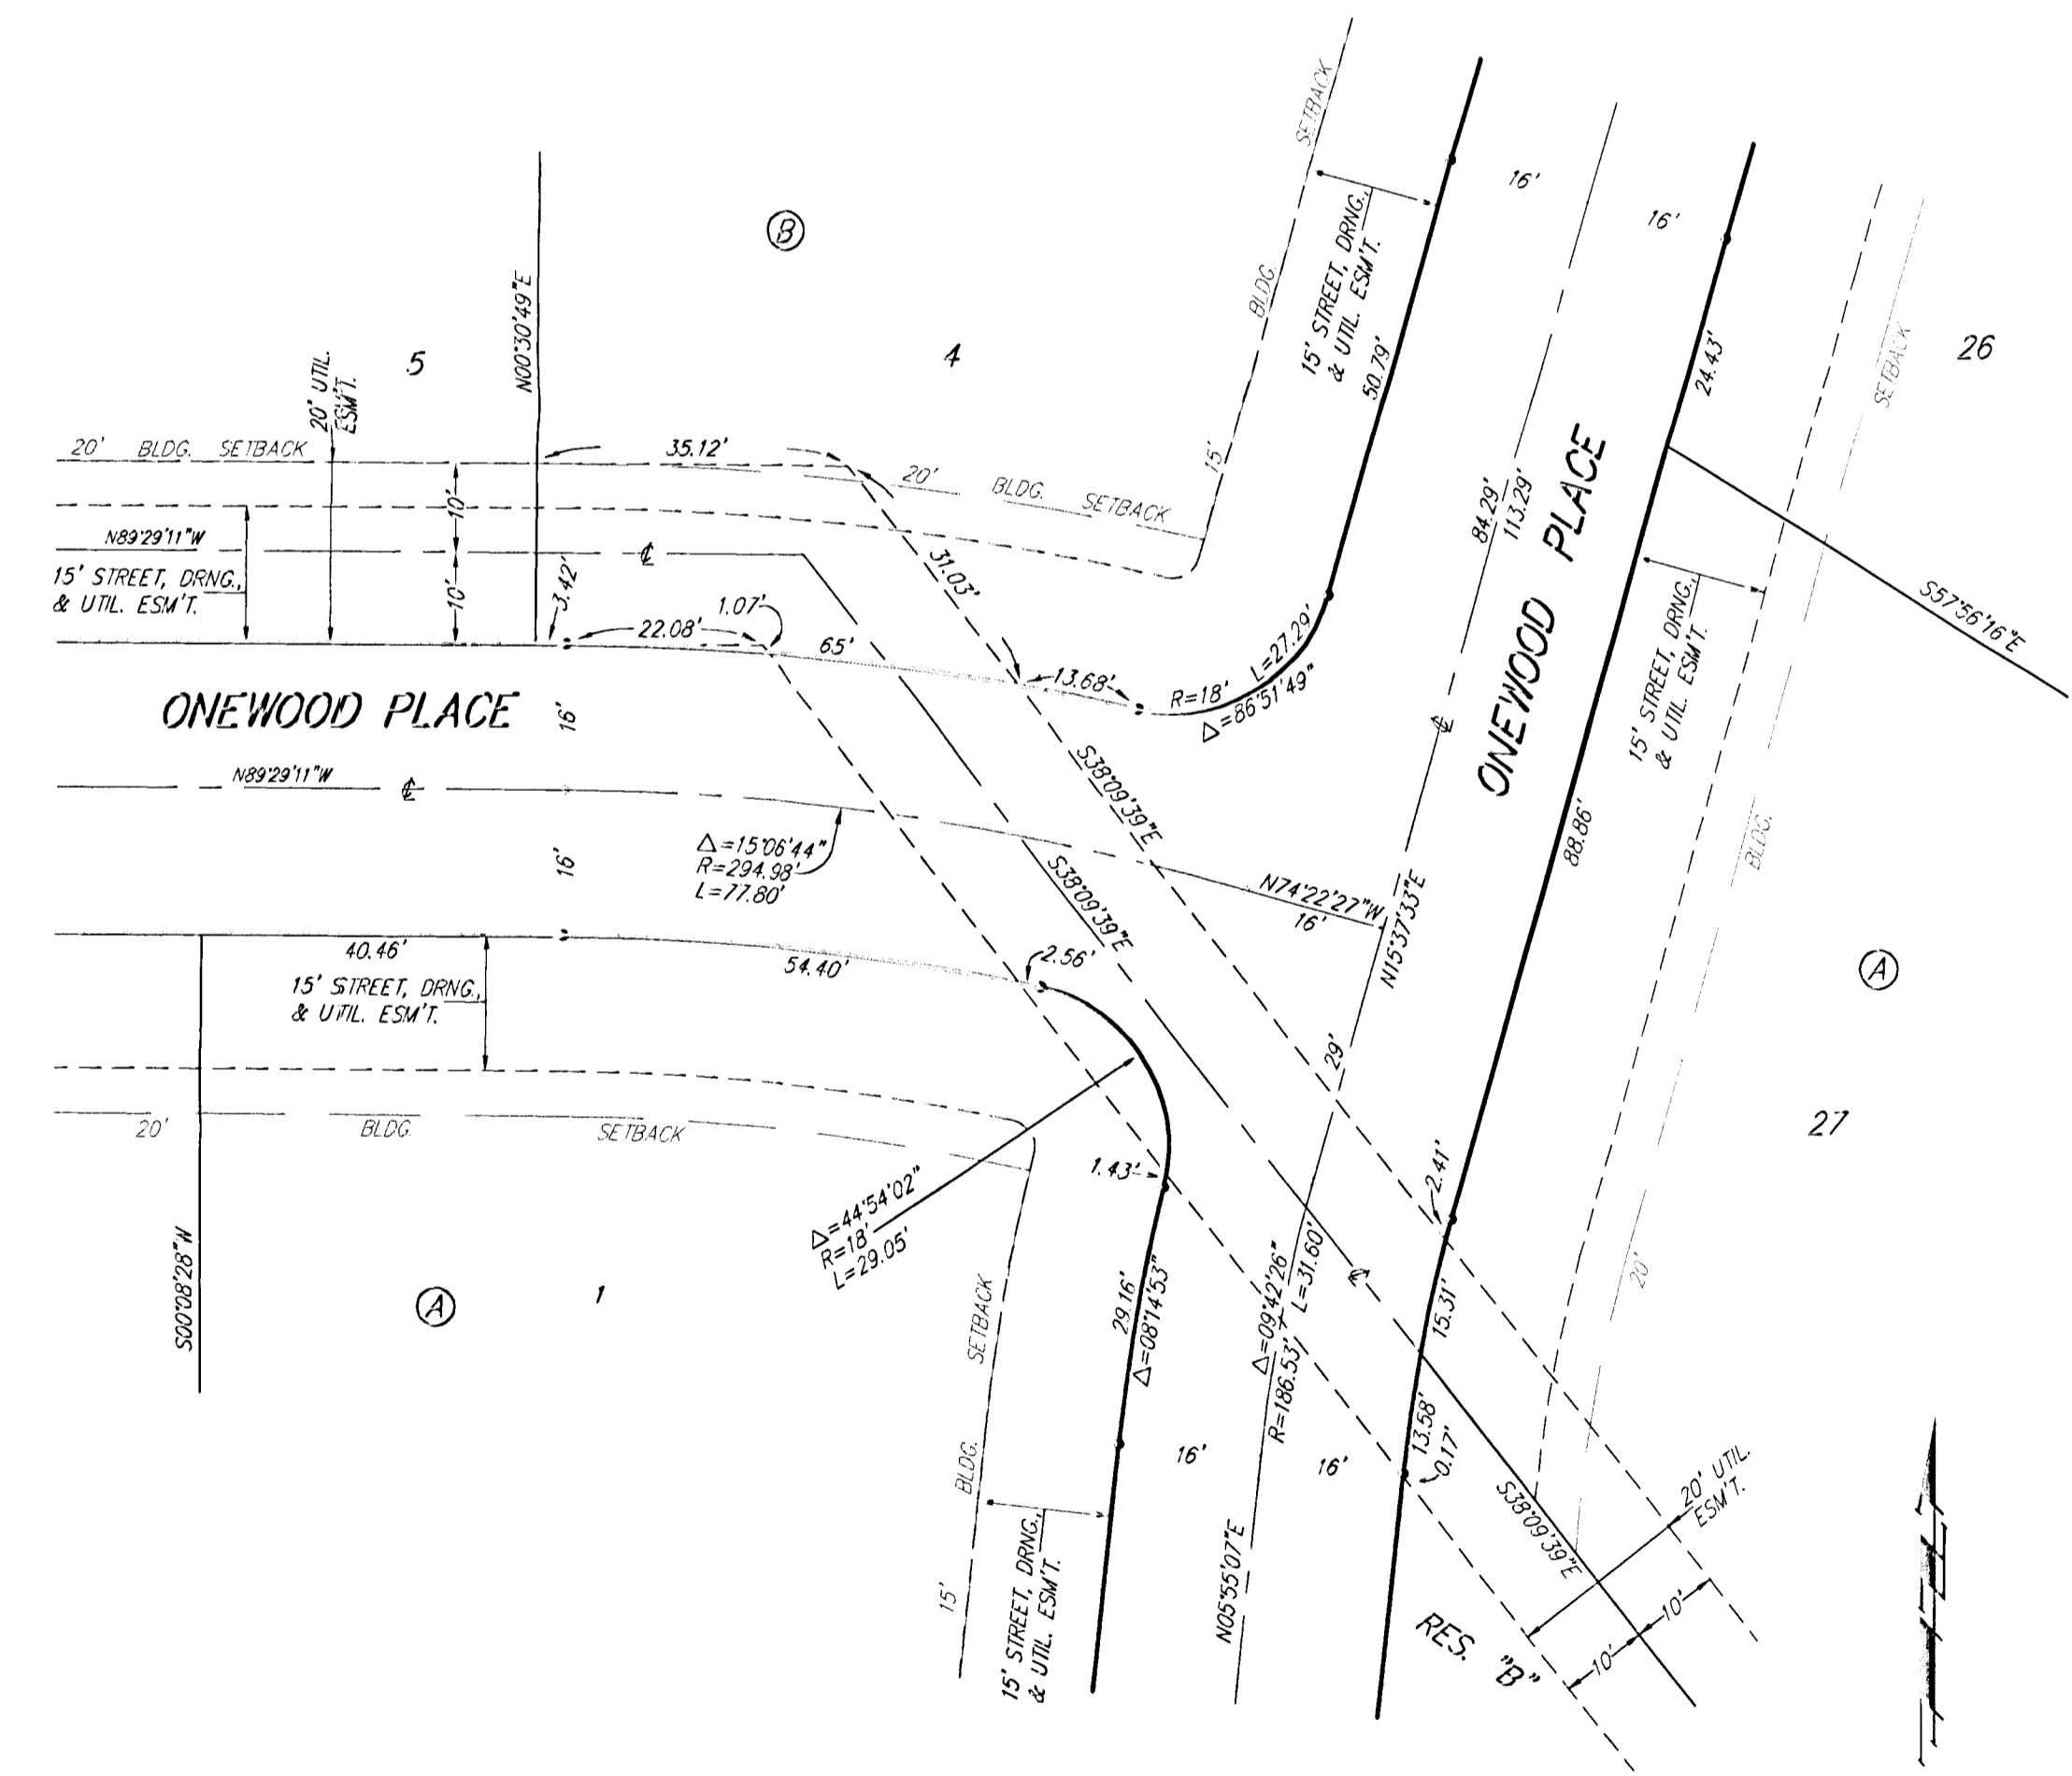 SETBACK
BLDG.
15'
15' STREET, DRNG.,
& UTIL. ESM'T.
50.79'
16'
16'
B
N00°30'49"E
5
4
20' UTIL.
ESM'T.
20' BLDG. SETBACK
35.12'
20' BLDG. SETBACK
10'
10'
N89°29'11"W
15' STREET, DRNG.,
& UTIL. ESM'T.
3.42'
1.07'
22.08'
65'
31.03'
13.68'
R=18' L=27.29'
Δ=86°51'49"
84.29'
113.29'
ONEWOOD PLACE
24.43'
26
SETBACK
S57°56'16"E
15' STREET, DRNG.,
& UTIL. ESM'T.
BLDG.
20'
88.86'
ONEWOOD PLACE
16'
N89°29'11"W
℄
℄
℄
16'
Δ=15°06'44"
R=294.98'
L=77.80'
S38°09'39"E
S38°09'39"E
N74°22'27"W
16'
N15°37'33"E
29'
A
27
40.46'
54.40'
2.56'
15' STREET, DRNG.,
& UTIL. ESM'T.
20' BLDG. SETBACK
1.43'
Δ=44°54'02"
R=18'
L=29.05'
S00°08'28"W
A
1
BLDG. SETBACK
15'
29.16'
Δ=08°14'53"
Δ=09°42'26"
R=186.53'
L=31.60'
℄
2.41'
15.31'
13.58'
0.17'
16'
16'
N05°55'07"E
15' STREET, DRNG.,
& UTIL. ESM'T.
S38°09'39"E
20' UTIL.
ESM'T.
10'
10'
RES. "B"